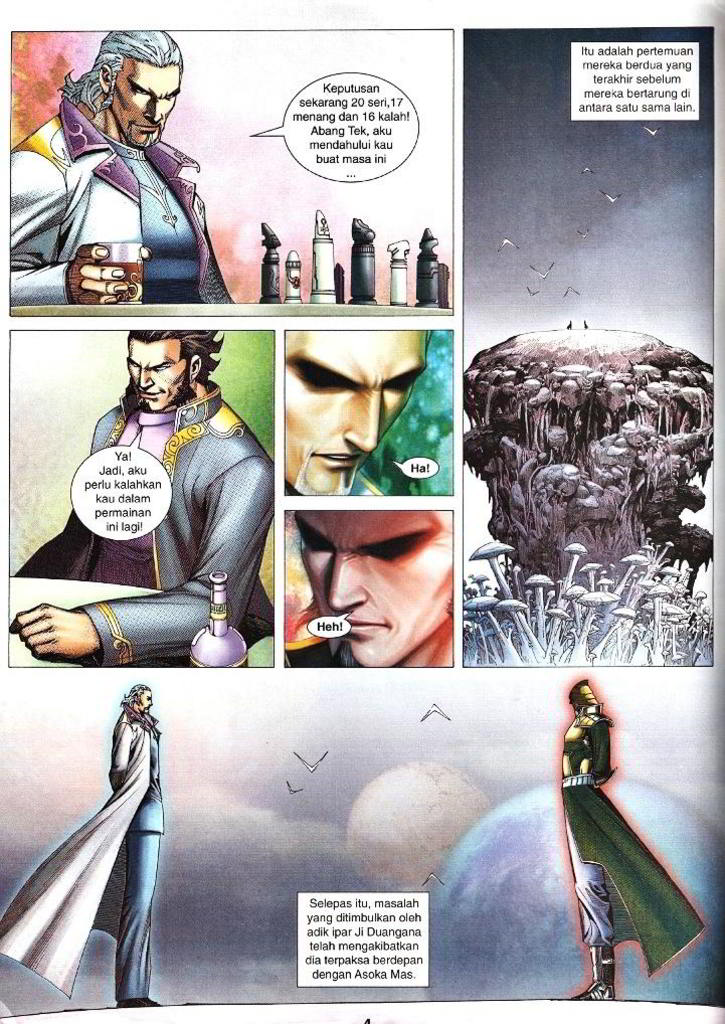 Keputusan
sekarang 20 seri,17
menang dan 16 kalah!
Abang Tek, aku
mendahului kau
buat masa ini
...
Itu adalah pertemuan
mereka berdua yang
terakhir sebelum
mereka bertarung di
antara satu sama lain.
Ya!
Jadi, aku
perlu kalahkan
kau dalam
permainan
ini lagi!
Ha!
Heh!
Selepas itu, masalah
yang ditimbulkan oleh
adik ipar Ji Duangana
telah mengakibatkan
dia terpaksa berdepan
dengan Asoka Mas.